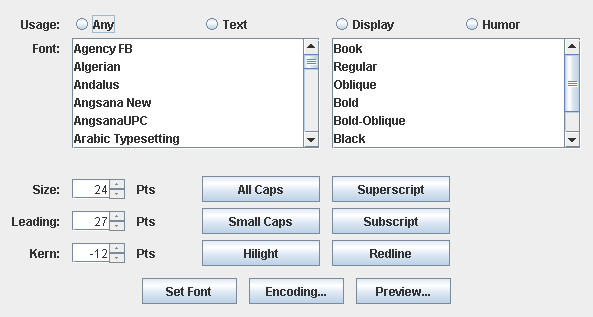 Usage: Any Text Display Humor
Font: Agency FB Book
Algerian Regular
Andalus Oblique
Angsana New Bold
AngsanaUPC Bold-Oblique
Arabic Typesetting Black
Size: 24 Pts All Caps Superscript
Leading: 27 Pts Small Caps Subscript
Kern: -12 Pts Hilight Redline
Set Font Encoding... Preview...